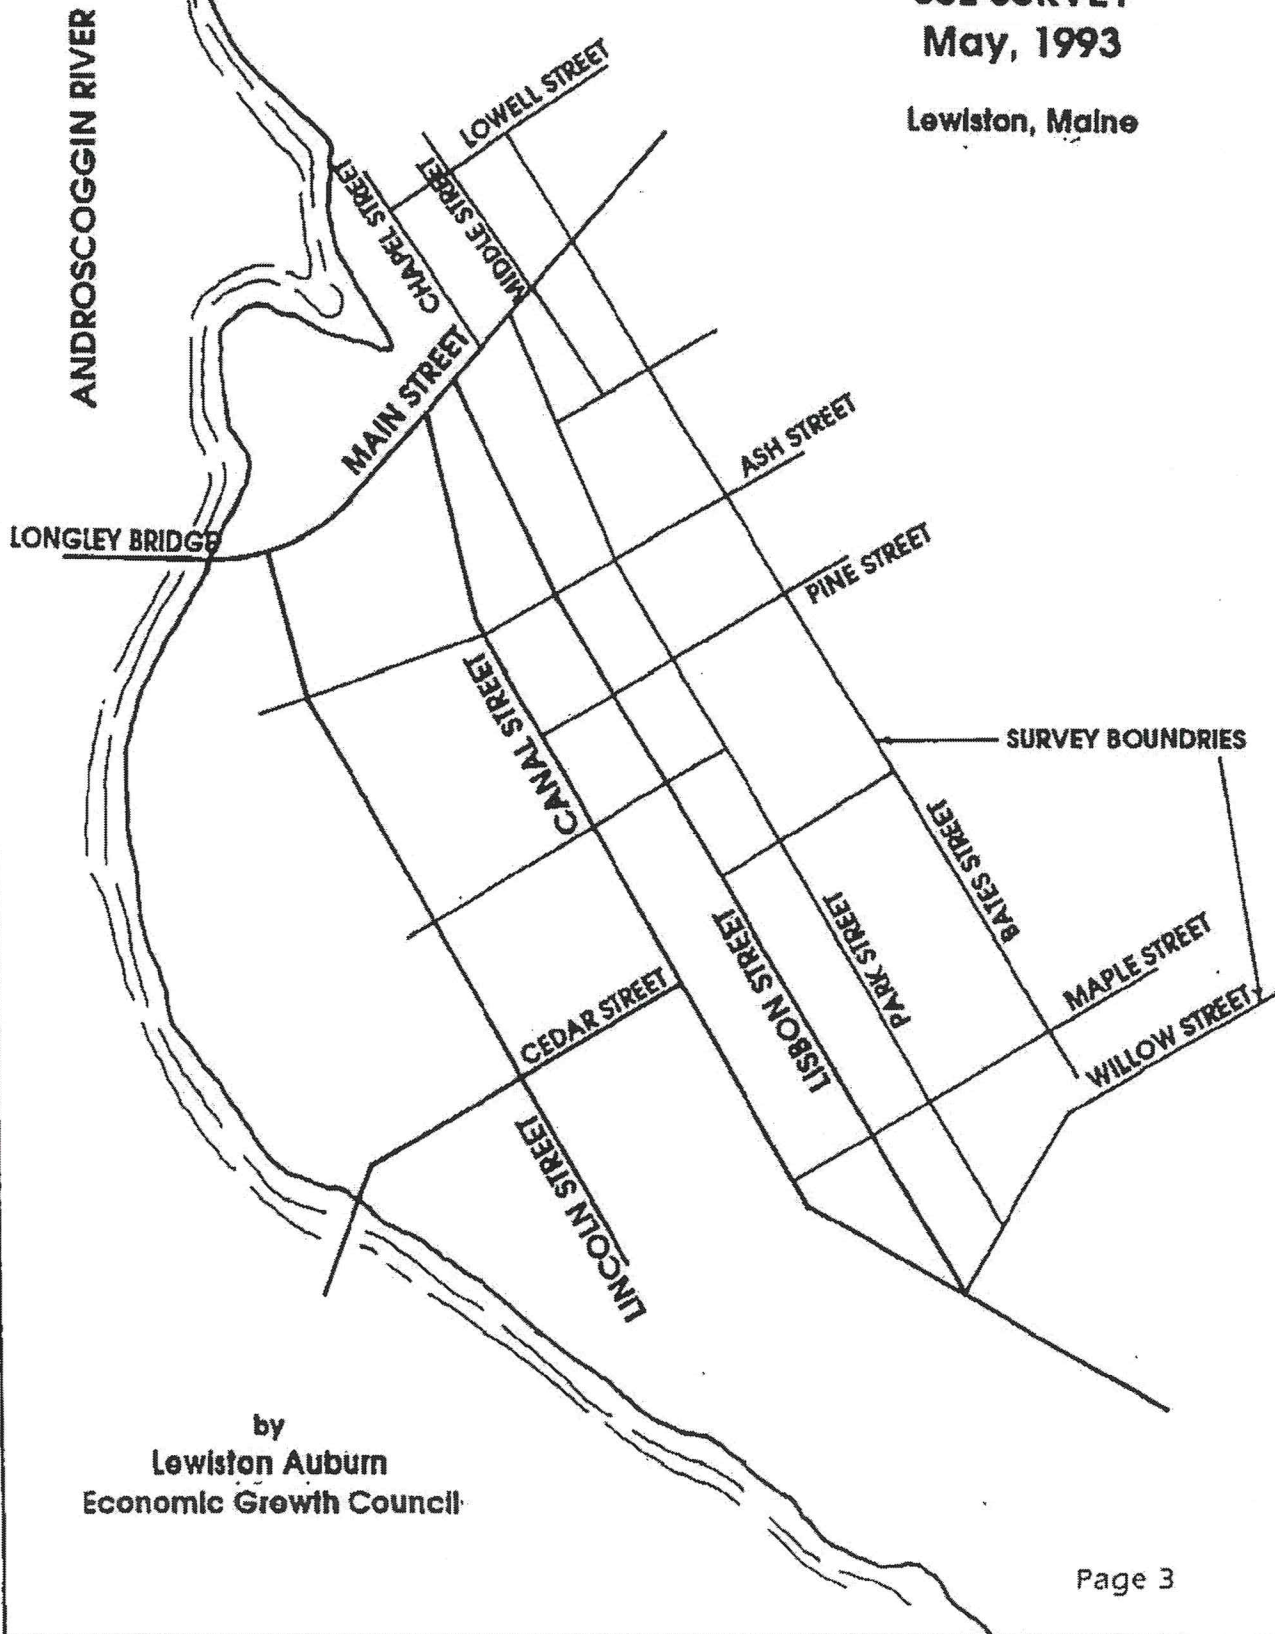 USE SURVEY
May, 1993
Lewiston, Maine
ANDROSCOGGIN RIVER
LOWELL STREET
CHAPEL STREET
MIDDLE STREET
MAIN STREET
ASH STREET
LONGLEY BRIDGE
PINE STREET
CANAL STREET
SURVEY BOUNDRIES
BATES STREET
PARK STREET
LISBON STREET
MAPLE STREET
CEDAR STREET
WILLOW STREET
LINCOLN STREET
by
Lewiston Auburn
Economic Growth Council
Page 3